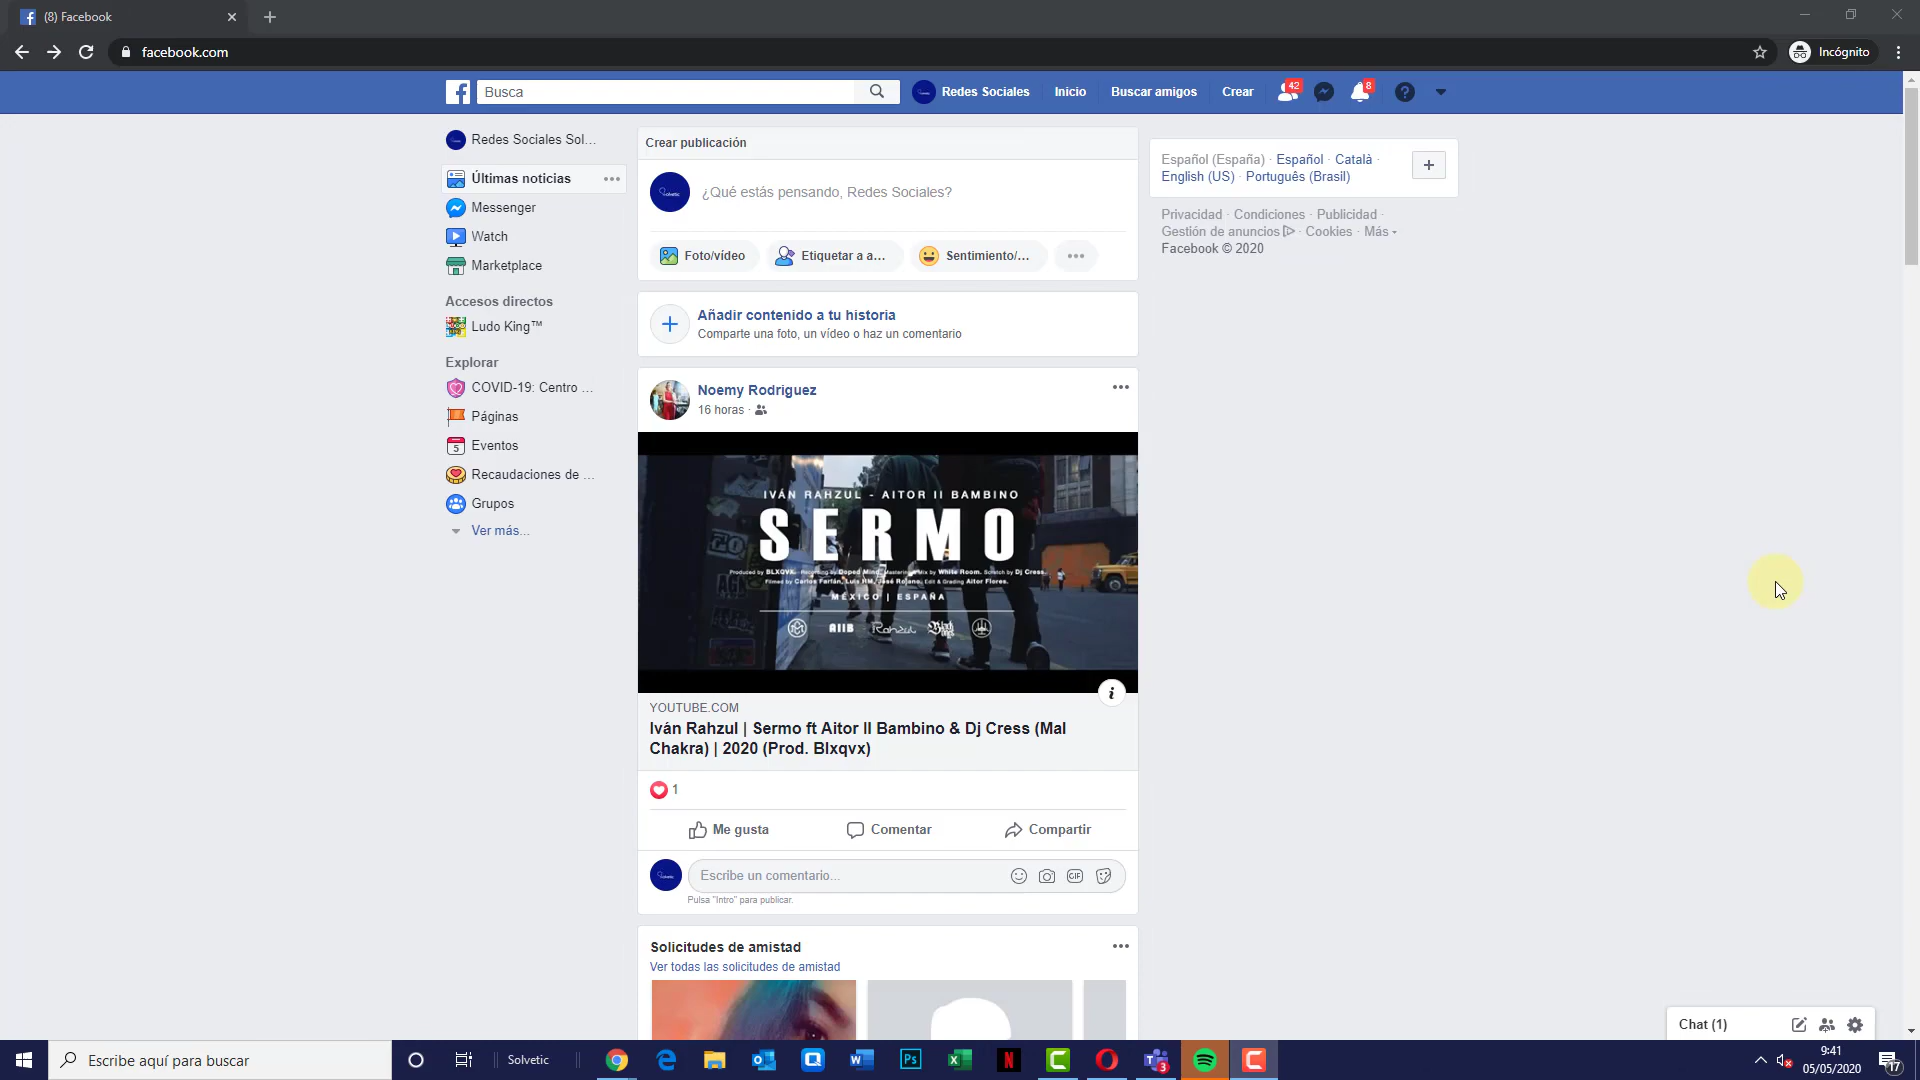 (8) Facebook
facebook.com
Incógnito
Busca
Redes Sociales
Inicio
Buscar amigos
Crear
42
8
Redes Sociales Sol...
Últimas noticias
Messenger
Watch
Marketplace
Accesos directos
Ludo King™
Explorar
COVID-19: Centro ...
Páginas
5
Eventos
Recaudaciones de ...
Grupos
Ver más...
Crear publicación
¿Qué estás pensando, Redes Sociales?
Foto/vídeo
Etiquetar a a...
Sentimiento/...
Añadir contenido a tu historia
Comparte una foto, un vídeo o haz un comentario
Noemy Rodriguez
16 horas ·
IVÁN RAHZUL - AITOR II BAMBINO
SERMO
Produced by BLXQVX. Recording by Doped Mind. Mastering + Mix by White Room. Scratch by Dj Cress.
Filmed by Carlos Farfán, Luis HM, José Rojano. Edit & Grading Aitor Flores.
MÉXICO | ESPAÑA
AIIB
Rahzul
YOUTUBE.COM
Iván Rahzul | Sermo ft Aitor II Bambino & Dj Cress (Mal
Chakra) | 2020 (Prod. Blxqvx)
1
Me gusta
Comentar
Compartir
Escribe un comentario...
GIF
Pulsa "Intro" para publicar.
Solicitudes de amistad
Ver todas las solicitudes de amistad
Español (España) · Español · Català ·
English (US) · Português (Brasil)
Privacidad · Condiciones · Publicidad ·
Gestión de anuncios · Cookies · Más
Facebook © 2020
Chat (1)
Escribe aquí para buscar
Solvetic
Ps
3
9:41
05/05/2020
17